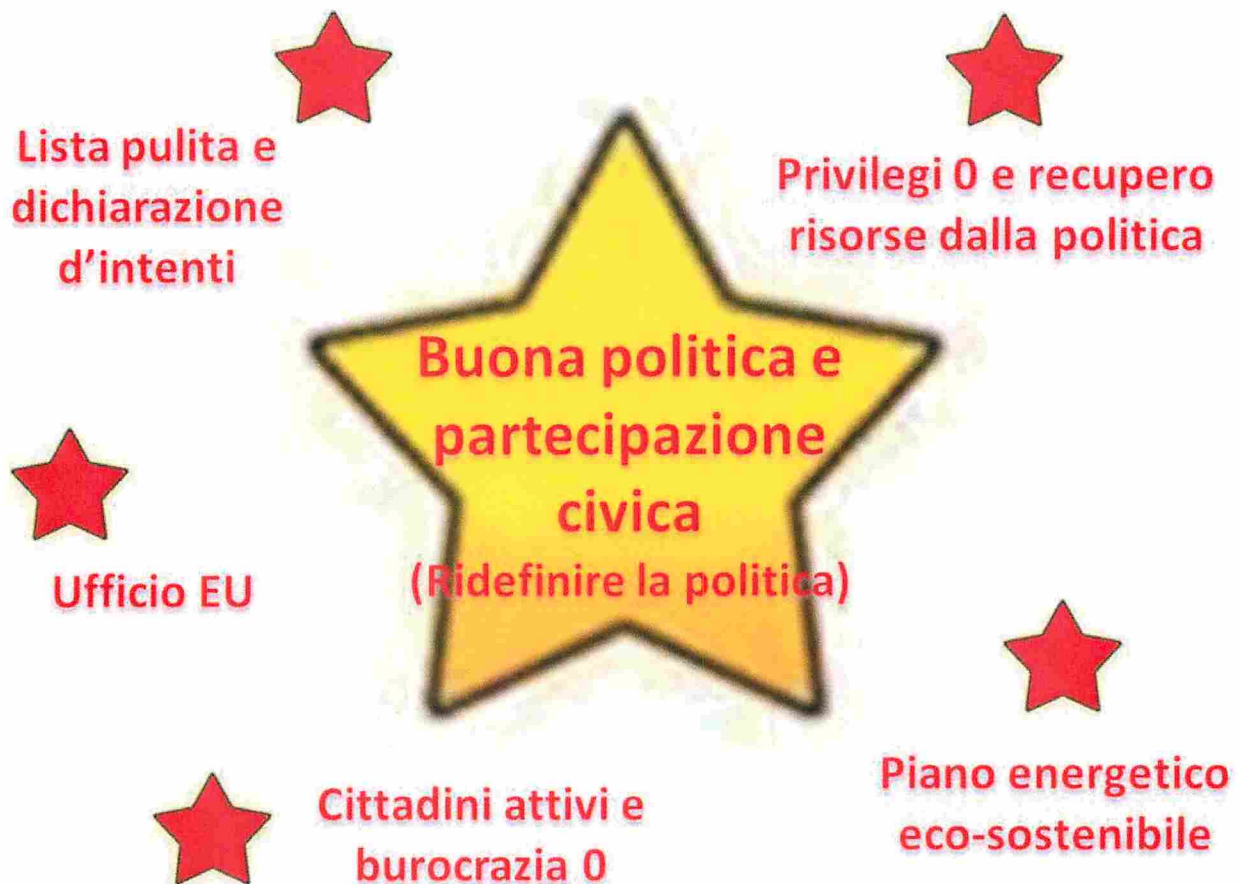 Lista pulita e
dichiarazione
d'intenti
Privilegi 0 e recupero
risorse dalla politica
Buona politica e
partecipazione
civica
(Ridefinire la politica)
Ufficio EU
Cittadini attivi e
burocrazia 0
Piano energetico
eco-sostenibile